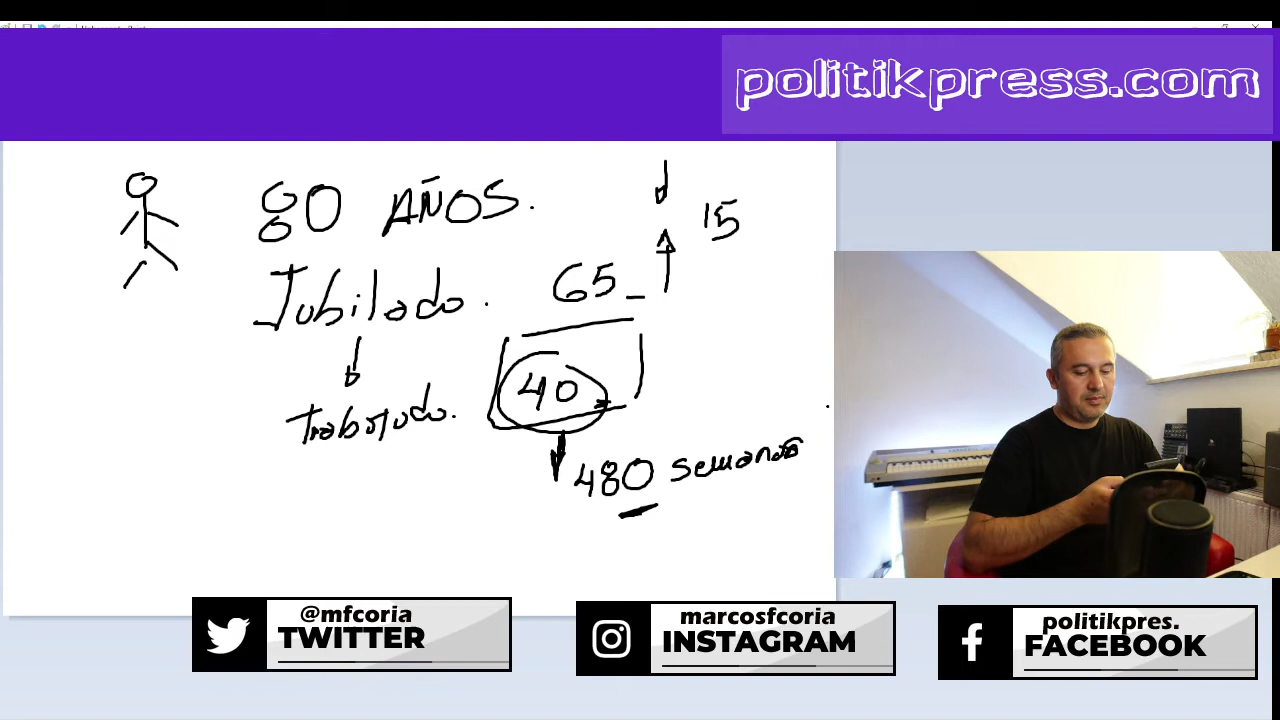 politikpress.com
80 AÑOS.
15
Jubilado. 65
trabajado. 40
480 semanas
@mfcoria
TWITTER
marcosfcoria
INSTAGRAM
politikpres.
FACEBOOK